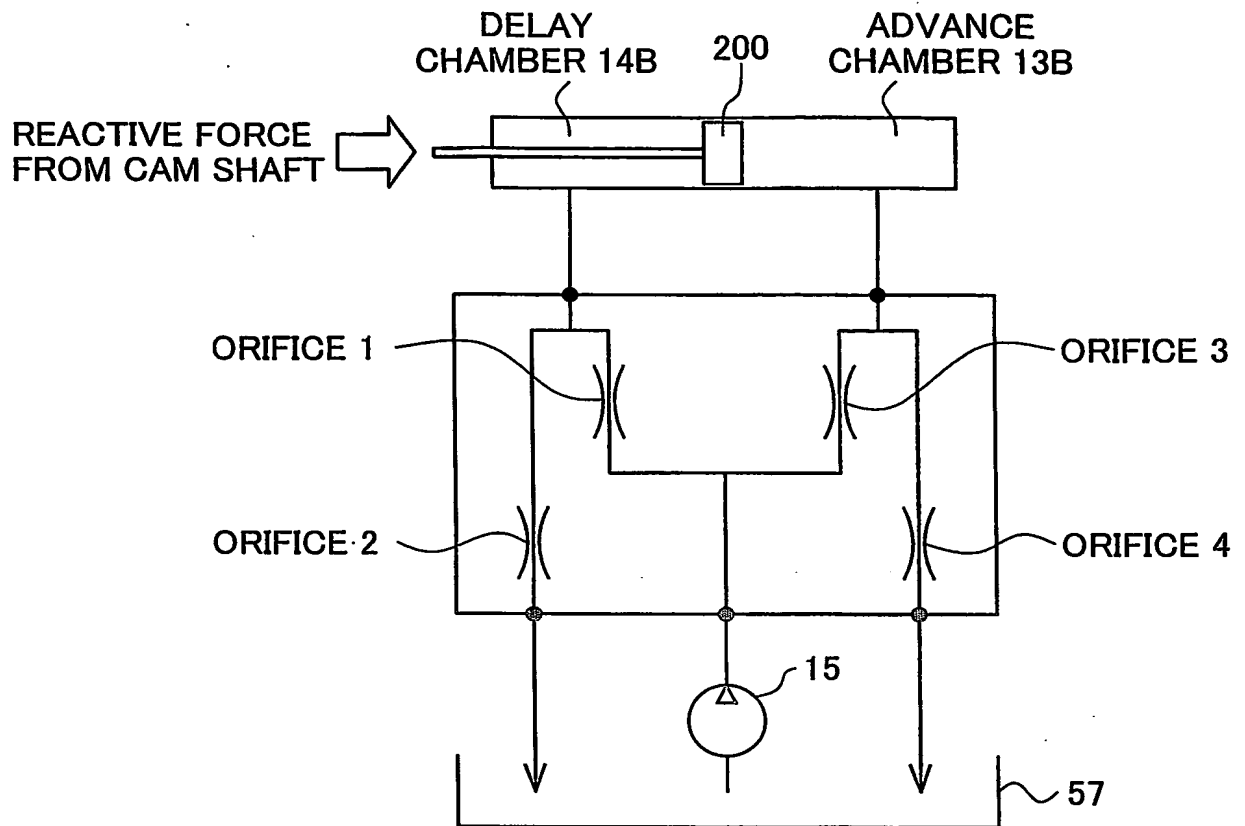 DELAY
CHAMBER 14B
200
ADVANCE
CHAMBER 13B
REACTIVE FORCE
FROM CAM SHAFT
ORIFICE 1
ORIFICE 3
ORIFICE 2
ORIFICE 4
15
57